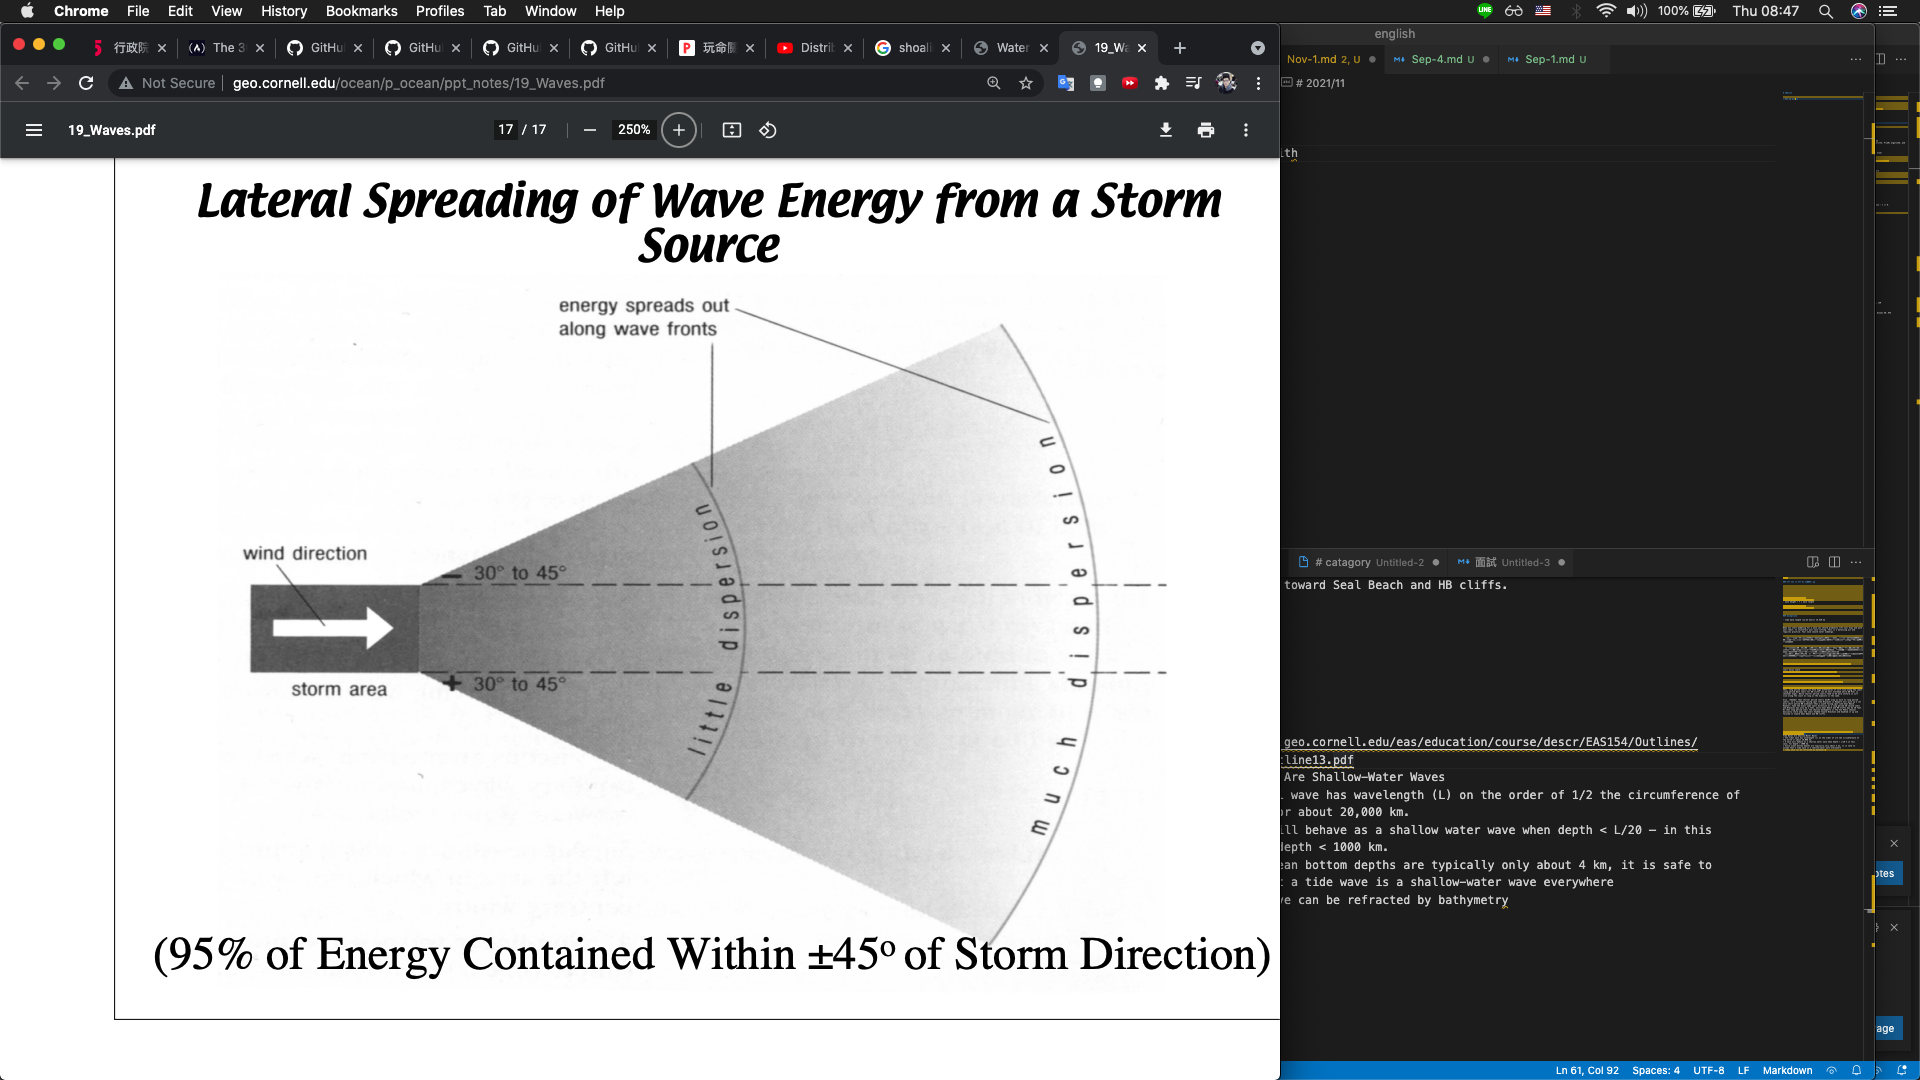 Chrome File Edit View History Bookmarks Profiles Tab Window Help
LINE 100% Thu 08:47
行政院 The 3 GitHu GitHu GitHu GitHu 玩命關 Distrib shoali Water 19_Wa
Not Secure geo.cornell.edu/ocean/p_ocean/ppt_notes/19_Waves.pdf
19_Waves.pdf 17 / 17 250%
Lateral Spreading of Wave Energy from a Storm
Source
energy spreads out
along wave fronts
wind direction
− 30° to 45°
+ 30° to 45°
storm area
little dispersion
much dispersion
(95% of Energy Contained Within ±45º of Storm Direction)
english
Nov-1.md 2, U Sep-4.md U Sep-1.md U
# 2021/11
ith
# catagory Untitled-2 面試 Untitled-3
toward Seal Beach and HB cliffs.
geo.cornell.edu/eas/education/course/descr/EAS154/Outlines/
tline13.pdf
Are Shallow-Water Waves
wave has wavelength (L) on the order of 1/2 the circumference of
or about 20,000 km.
ill behave as a shallow water wave when depth < L/20 – in this
depth < 1000 km.
ean bottom depths are typically only about 4 km, it is safe to
a tide wave is a shallow-water wave everywhere
ve can be refracted by bathymetry
otes
age
Ln 61, Col 92 Spaces: 4 UTF-8 LF Markdown